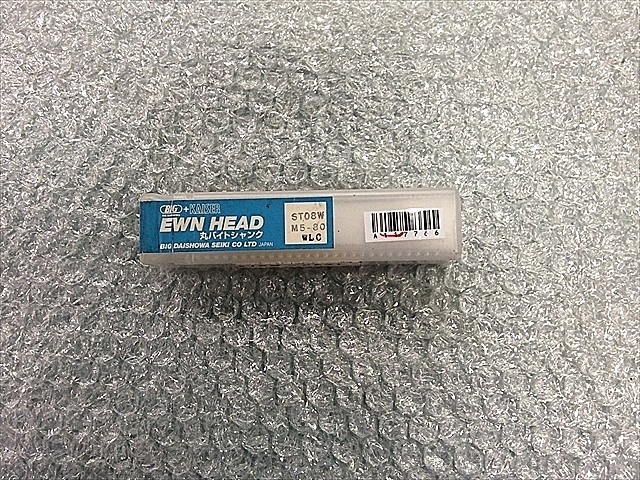 BIG+KAISER
EWN HEAD
丸バイトシャンク
BIG DAISHOWA SEIKI CO LTD JAPAN
ST08W
M5-80
WLC